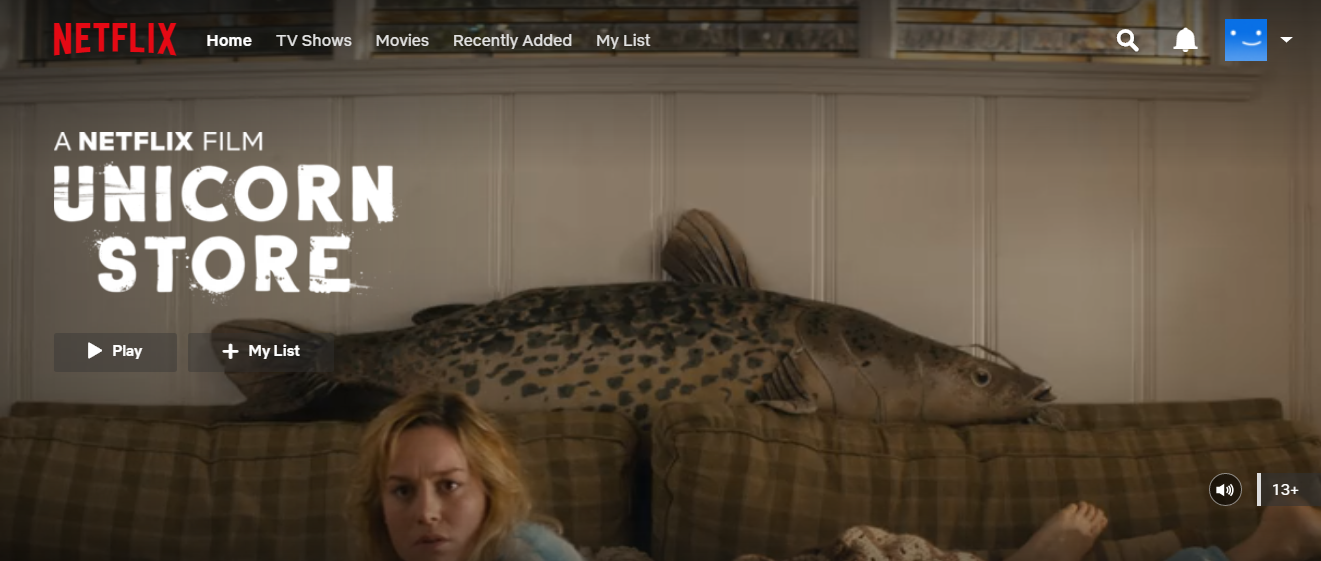 NETFLIX Home TV Shows Movies Recently Added My List
A NETFLIX FILM
UNICORN
STORE
Play My List
13+